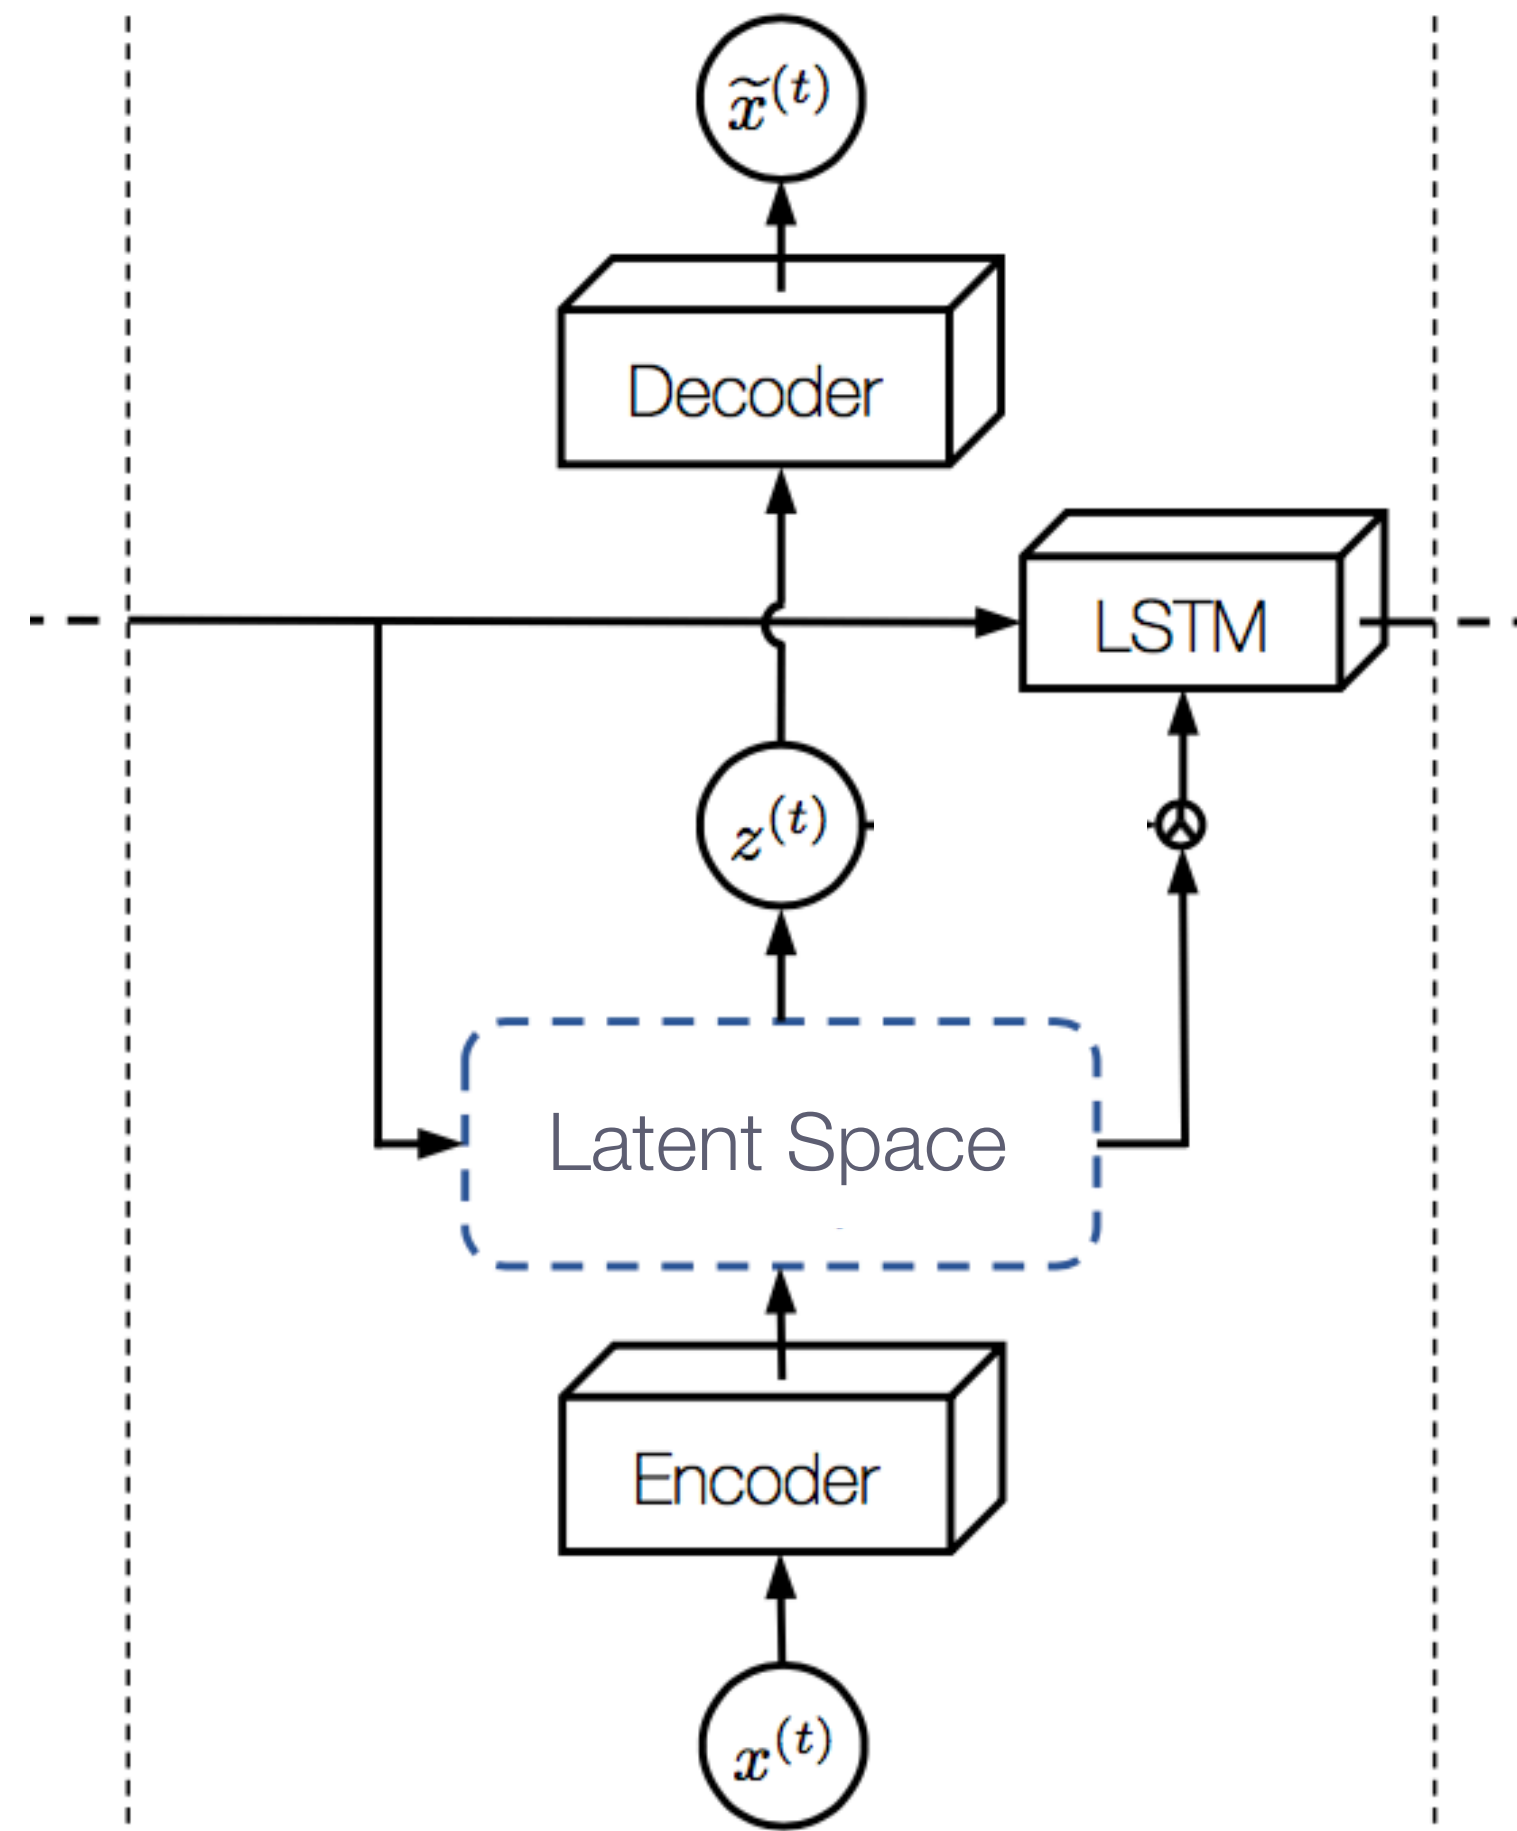 x̃^(t)
Decoder
LSTM
z^(t)
Latent Space
Encoder
x^(t)